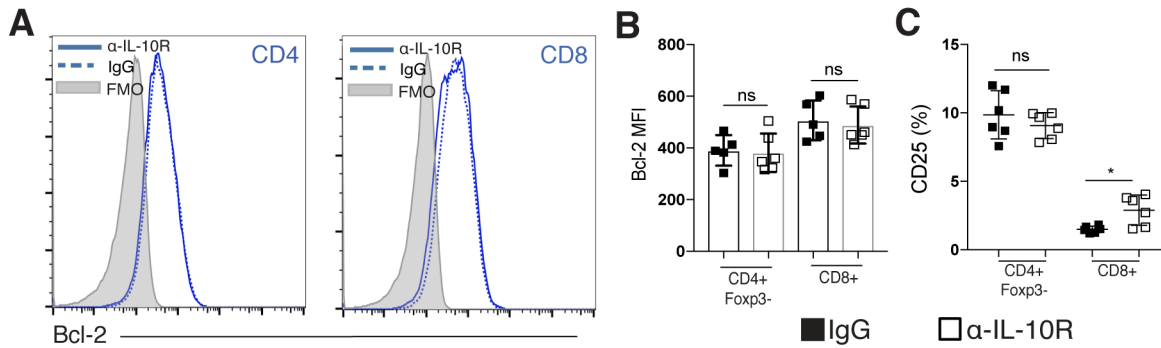 A
α-IL-10R
IgG
FMO
CD4
α-IL-10R
IgG
FMO
CD8
Bcl-2
B
Bcl-2 MFI
800
600
400
200
0
ns
ns
CD4+
Foxp3-
CD8+
C
CD25 (%)
15
10
5
0
ns
*
CD4+
Foxp3-
CD8+
IgG
α-IL-10R